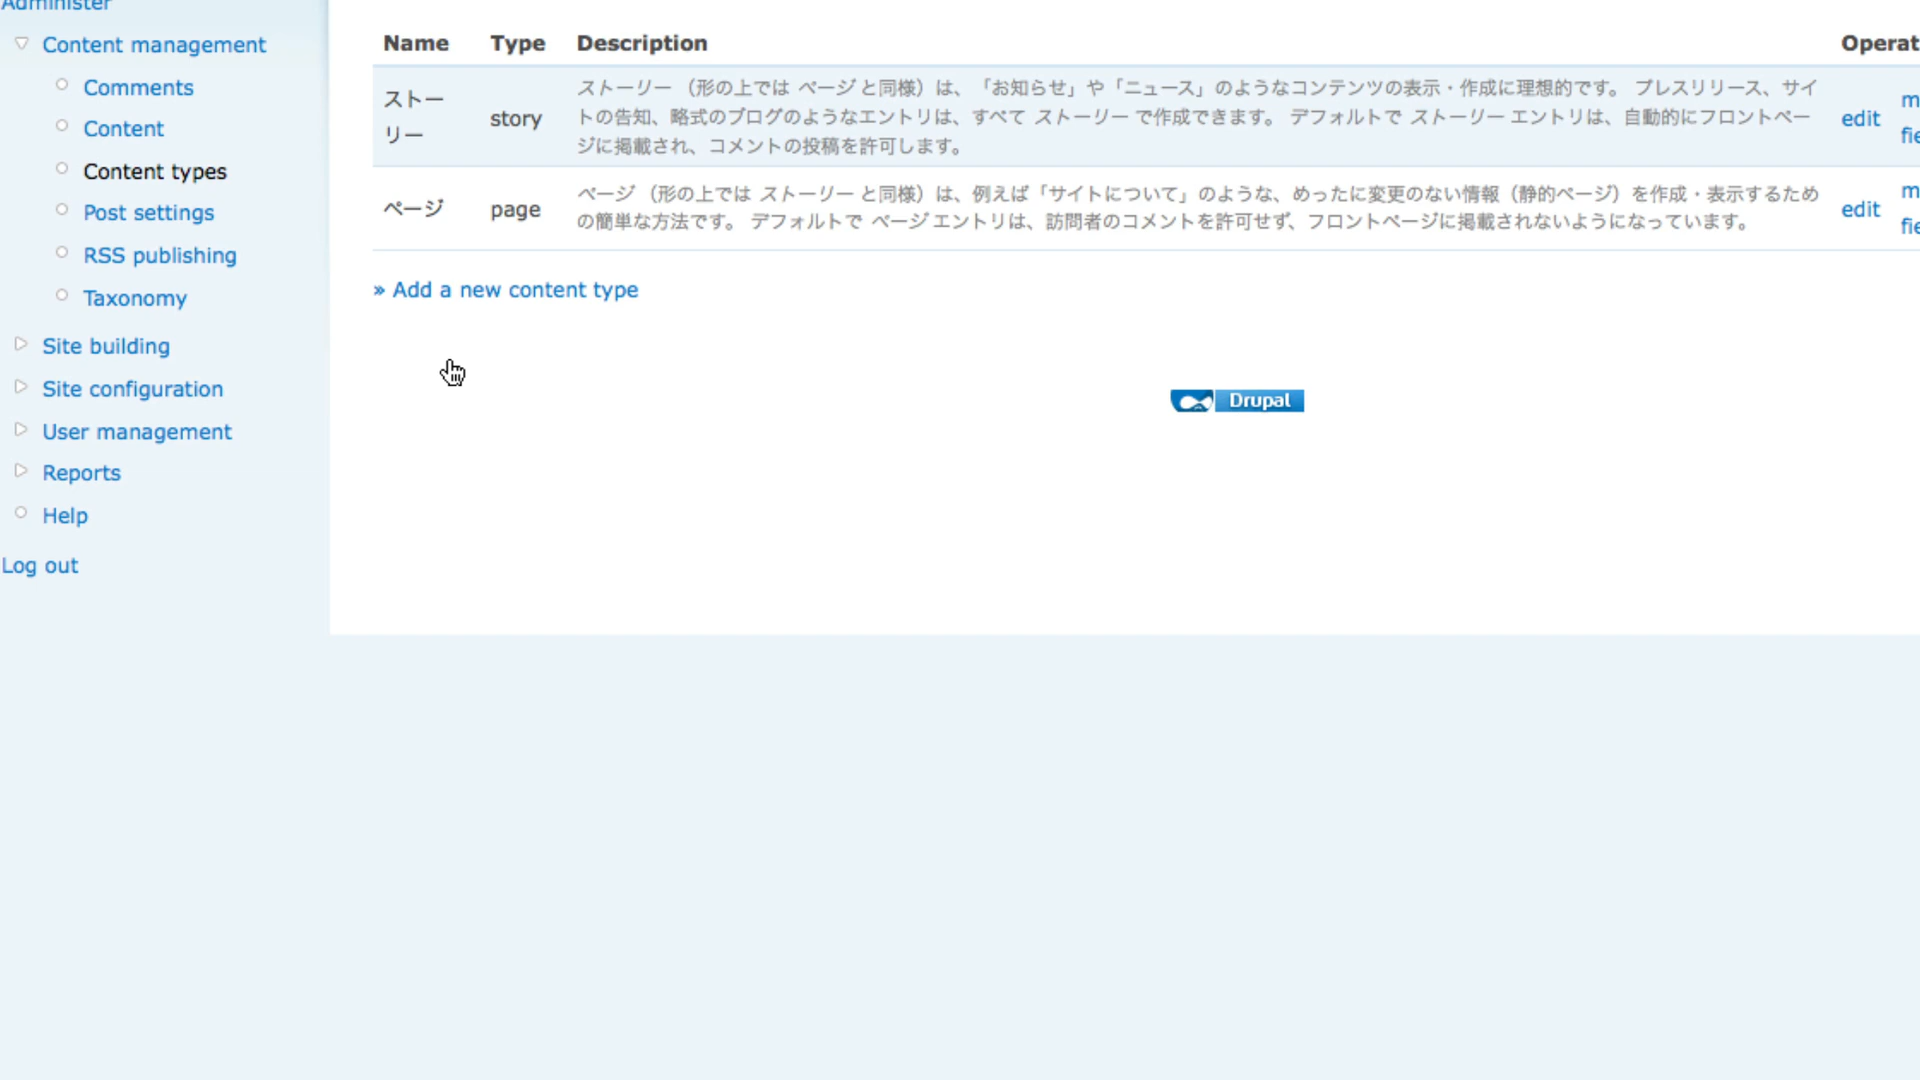 Administer
Content management
Comments
Content
Content types
Post settings
RSS publishing
Taxonomy
Site building
Site configuration
User management
Reports
Help
Log out
Name Type Description
ストー
リー
story
ストーリー （形の上では ページ と同様）は、「お知らせ」や「ニュース」のようなコンテンツの表示・作成に理想的です。 プレスリリース、サイ
トの告知、略式のブログのようなエントリは、すべて ストーリー で作成できます。 デフォルトで ストーリー エントリは、自動的にフロントペー
ジに掲載され、コメントの投稿を許可します。
edit
ページ
page
ページ （形の上では ストーリー と同様）は、例えば「サイトについて」のような、めったに変更のない情報（静的ページ）を作成・表示するため
の簡単な方法です。 デフォルトで ページ エントリは、訪問者のコメントを許可せず、フロントページに掲載されないようになっています。
edit
» Add a new content type
Drupal